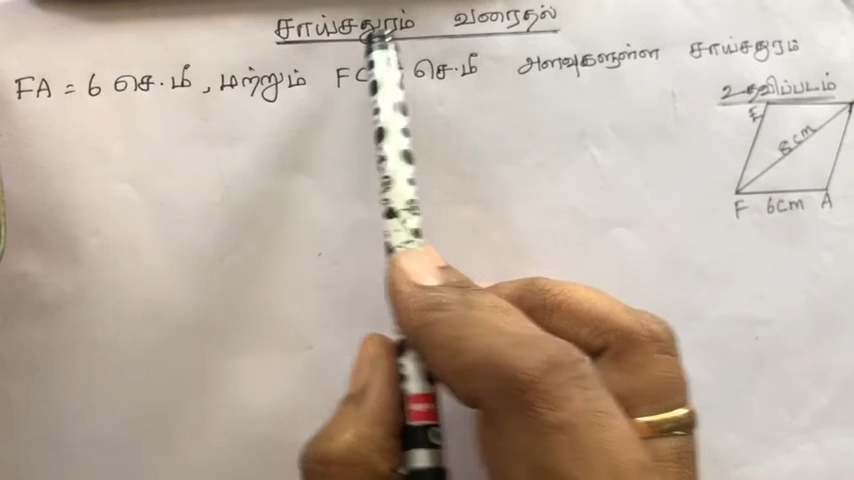 சாய்சதுரம் வரைதல்
FA = 6 செ.மீ , மற்றும் FC செ.மீ அளவுகளுள்ள சாய்சதுரம்
உதவிப்படம்
E
8cm
F 6cm A